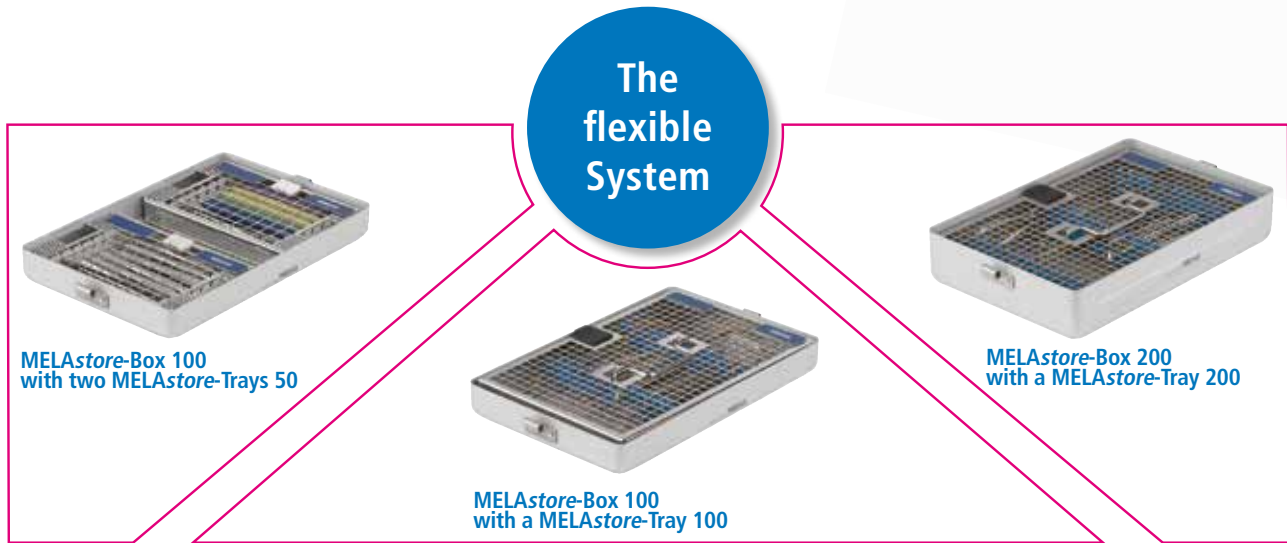 The
flexible
System
MELAstore-Box 100
with two MELAstore-Trays 50
MELAstore-Box 200
with a MELAstore-Tray 200
MELAstore-Box 100
with a MELAstore-Tray 100